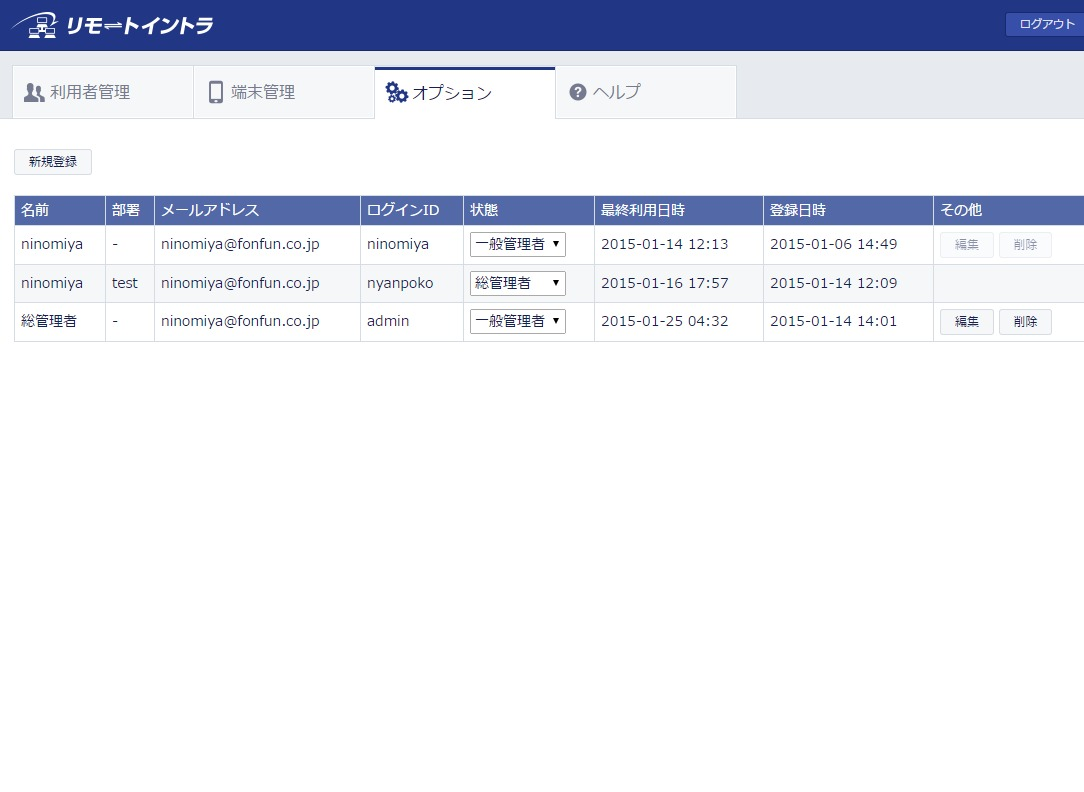 リモートイントラ ログアウト
利用者管理 端末管理 オプション ヘルプ
新規登録
名前 部署 メールアドレス ログインID 状態 最終利用日時 登録日時 その他
ninomiya - ninomiya@fonfun.co.jp ninomiya 一般管理者 2015-01-14 12:13 2015-01-06 14:49 編集 削除
ninomiya test ninomiya@fonfun.co.jp nyanpoko 総管理者 2015-01-16 17:57 2015-01-14 12:09
総管理者 - ninomiya@fonfun.co.jp admin 一般管理者 2015-01-25 04:32 2015-01-14 14:01 編集 削除